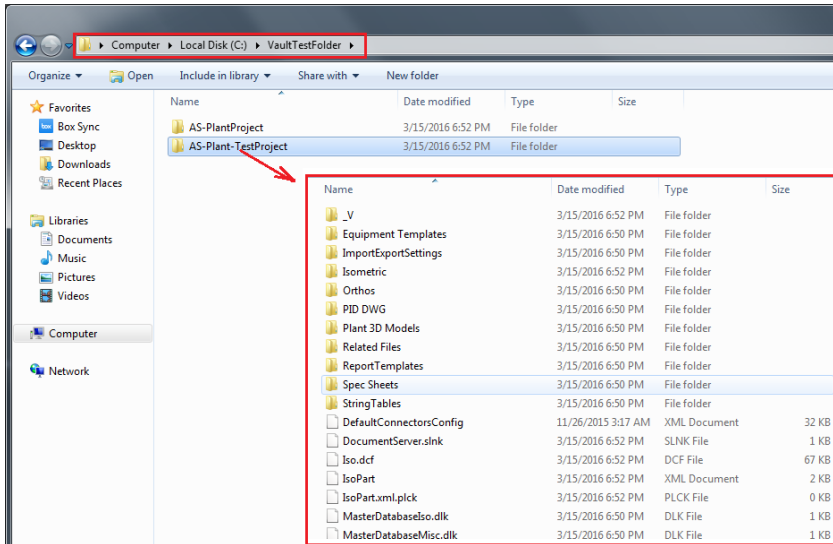 Computer Local Disk (C:) VaultTestFolder
Organize Open Include in library Share with New folder
Favorites
Box Sync
Desktop
Downloads
Recent Places
Libraries
Documents
Music
Pictures
Videos
Computer
Network
Name Date modified Type Size
AS-PlantProject 3/15/2016 6:52 PM File folder
AS-Plant-TestProject 3/15/2016 6:52 PM File folder
Name Date modified Type Size
_V 3/15/2016 6:52 PM File folder
Equipment Templates 3/15/2016 6:50 PM File folder
ImportExportSettings 3/15/2016 6:50 PM File folder
Isometric 3/15/2016 6:52 PM File folder
Orthos 3/15/2016 6:50 PM File folder
PID DWG 3/15/2016 6:50 PM File folder
Plant 3D Models 3/15/2016 6:50 PM File folder
Related Files 3/15/2016 6:50 PM File folder
ReportTemplates 3/15/2016 6:50 PM File folder
Spec Sheets 3/15/2016 6:50 PM File folder
StringTables 3/15/2016 6:50 PM File folder
DefaultConnectorsConfig 11/26/2015 3:17 AM XML Document 32 KB
DocumentServer.slnk 3/15/2016 6:52 PM SLNK File 1 KB
Iso.dcf 3/15/2016 6:52 PM DCF File 67 KB
IsoPart 3/15/2016 6:52 PM XML Document 2 KB
IsoPart.xml.plck 3/15/2016 6:52 PM PLCK File 0 KB
MasterDatabaseIso.dlk 3/15/2016 6:50 PM DLK File 1 KB
MasterDatabaseMisc.dlk 3/15/2016 6:50 PM DLK File 1 KB